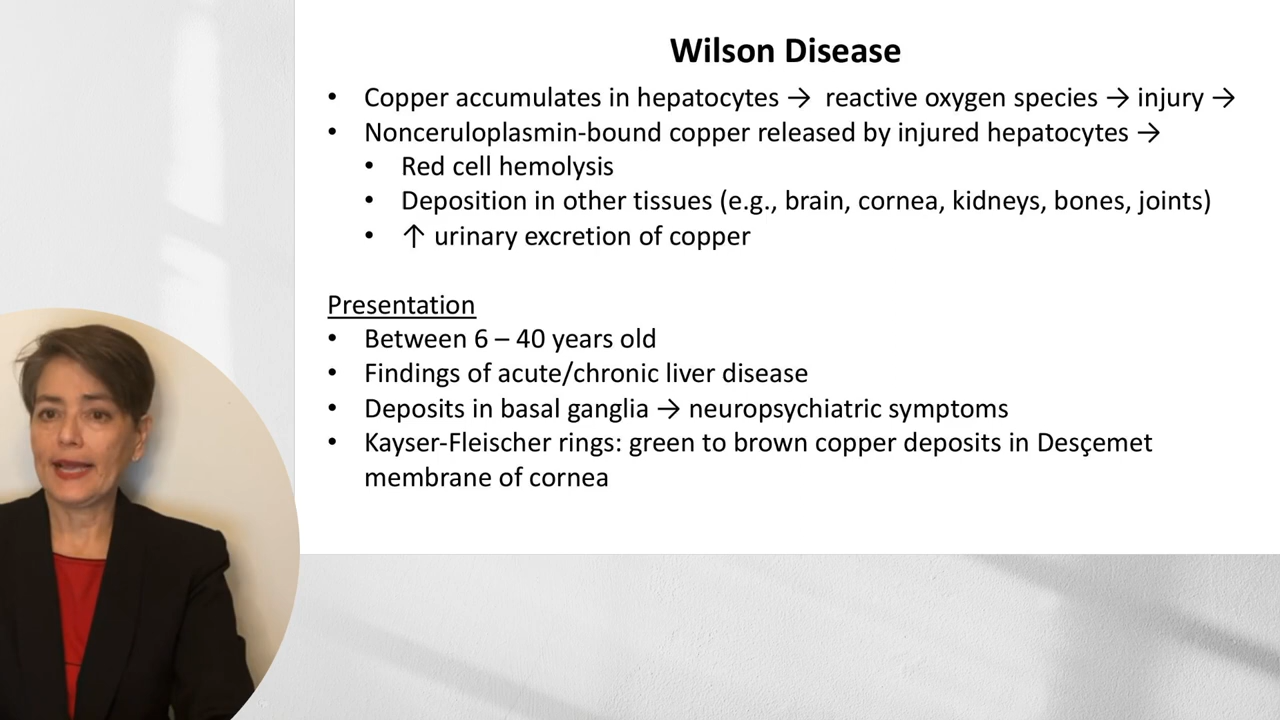 Wilson Disease
• Copper accumulates in hepatocytes → reactive oxygen species → injury →
• Nonceruloplasmin-bound copper released by injured hepatocytes →
• Red cell hemolysis
• Deposition in other tissues (e.g., brain, cornea, kidneys, bones, joints)
• ↑ urinary excretion of copper
Presentation
• Between 6 – 40 years old
• Findings of acute/chronic liver disease
• Deposits in basal ganglia → neuropsychiatric symptoms
• Kayser-Fleischer rings: green to brown copper deposits in Desçemet
membrane of cornea